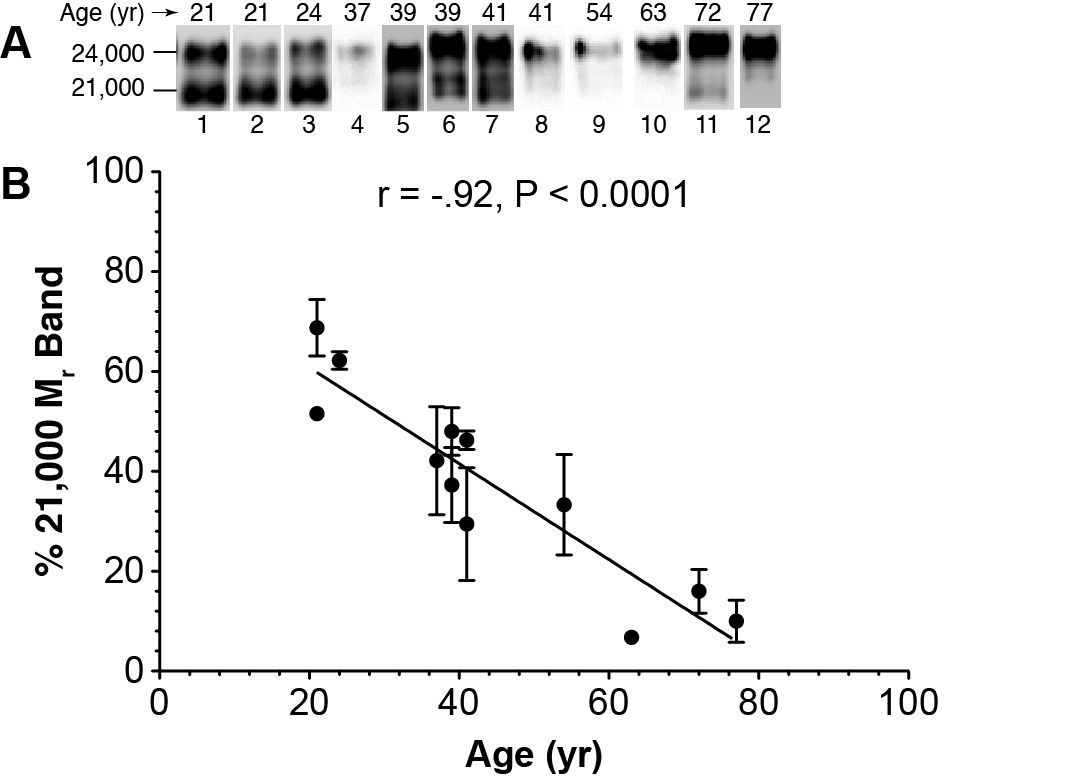 Age (yr) → 21 21 24 37 39 39 41 41 54 63 72 77
A
24,000
21,000
1 2 3 4 5 6 7 8 9 10 11 12
B
r = -.92, P < 0.0001
100
80
60
40
20
0
% 21,000 Mr Band
0 20 40 60 80 100
Age (yr)